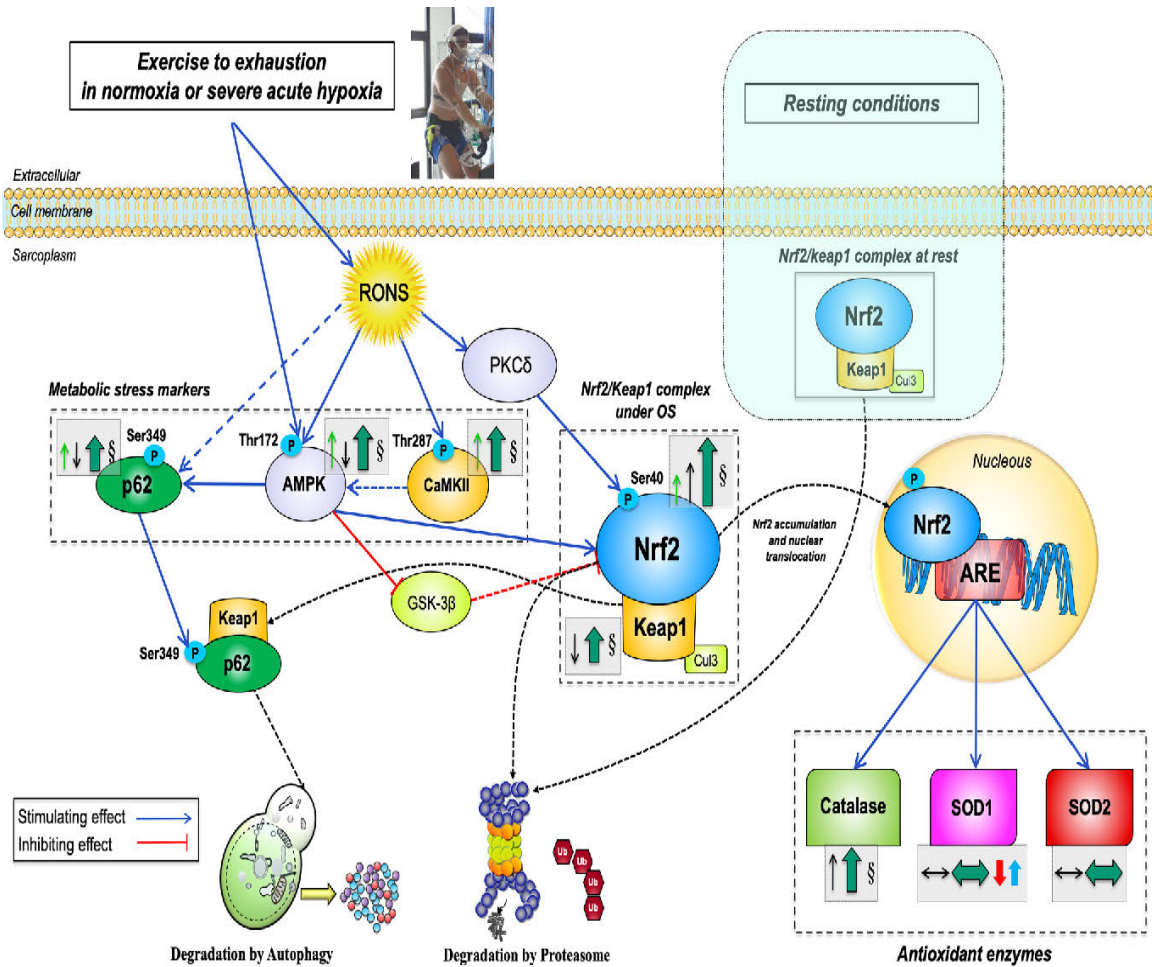 Exercise to exhaustion
in normoxia or severe acute hypoxia
Resting conditions
Extracellular
Cell membrane
Sarcoplasm
Nrf2/keap1 complex at rest
Nrf2
Keap1
Cul3
RONS
PKCδ
Metabolic stress markers
Nrf2/Keap1 complex
under OS
Ser349
P
§
p62
Thr172
P
§
AMPK
Thr287
P
§
CaMKII
Ser40
P
§
Nrf2
Keap1
§
Cul3
Nrf2 accumulation
and nuclear
translocation
Nucleous
P
Nrf2
ARE
GSK-3β
Keap1
Ser349
P
p62
Stimulating effect
Inhibiting effect
Catalase
§
SOD1
SOD2
Ub
Ub
Ub
Ub
Degradation by Autophagy
Degradation by Proteasome
Antioxidant enzymes